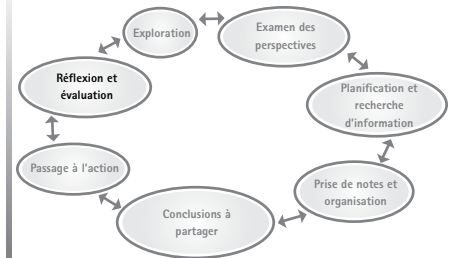 Exploration
Examen des
perspectives
Réflexion et
évaluation
Planification et
recherche
d'information
Passage à l'action
Prise de notes et
organisation
Conclusions à
partager